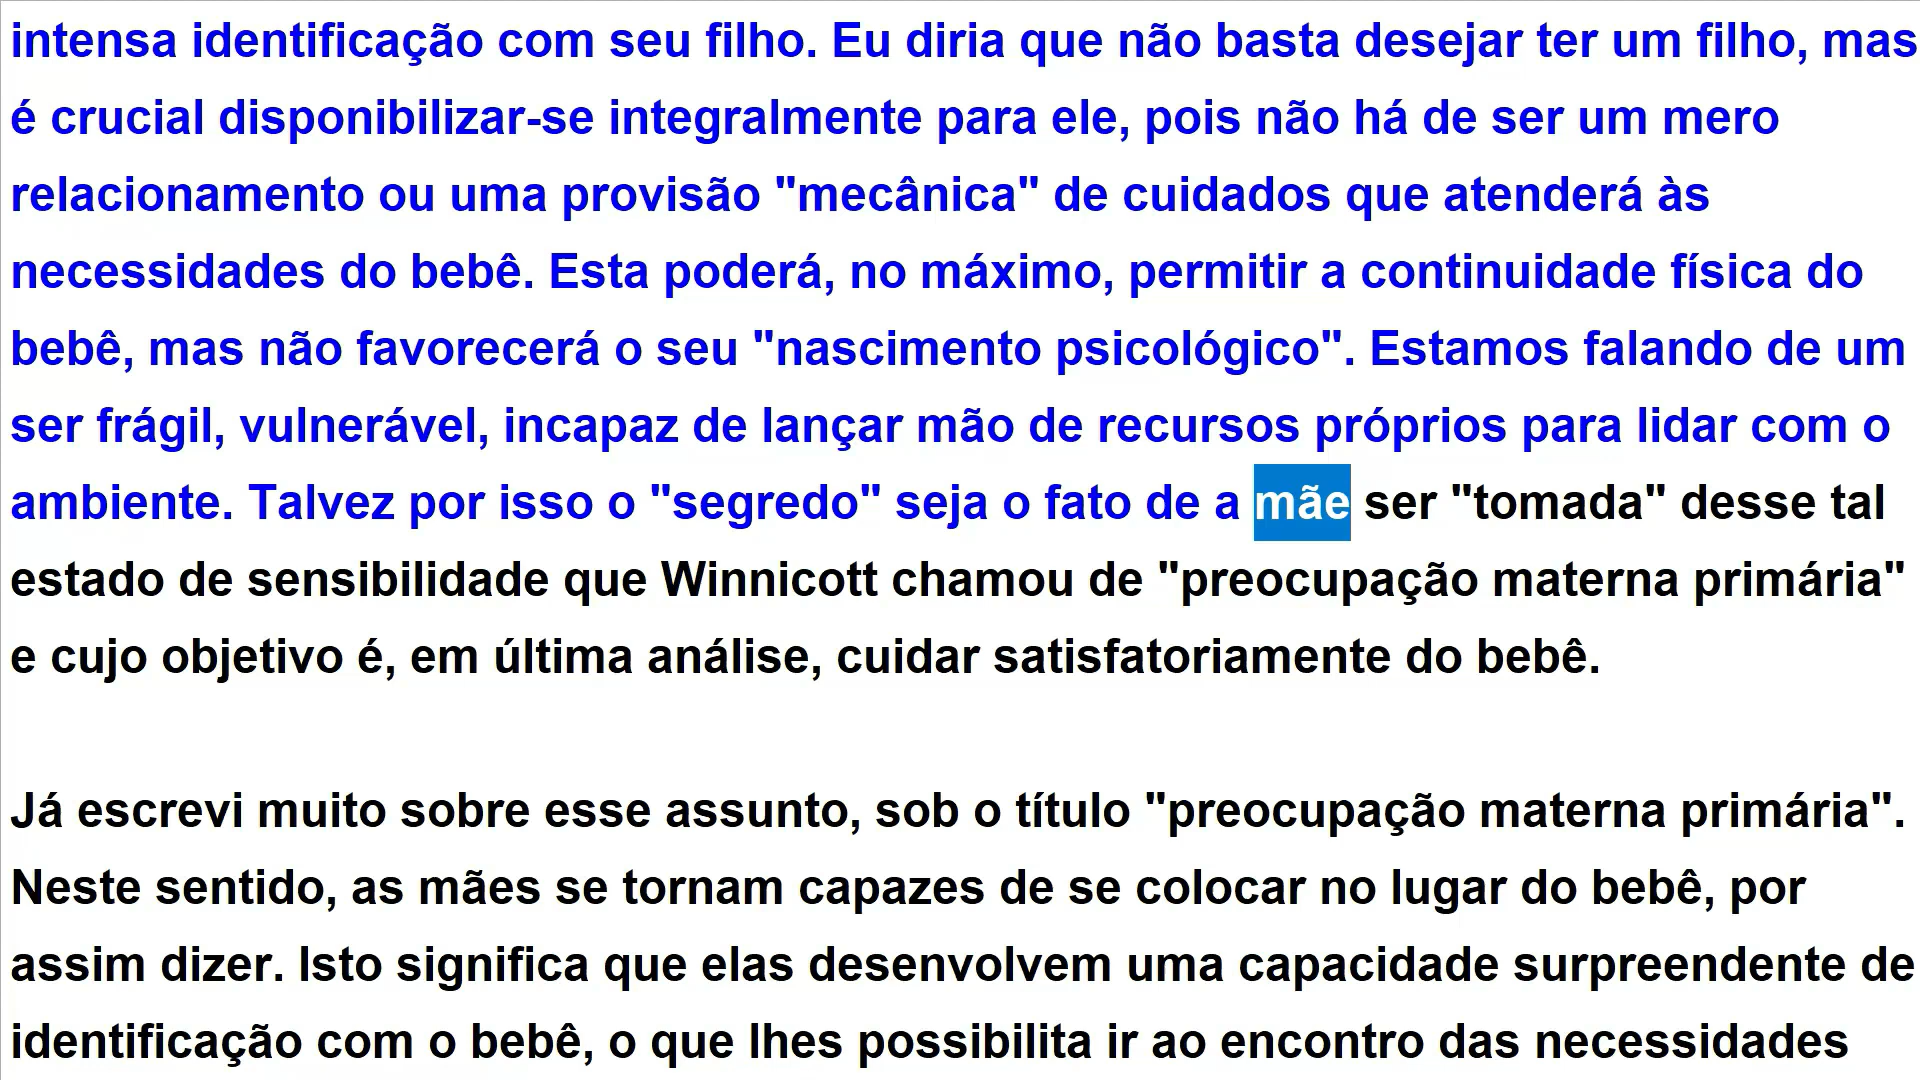 intensa identificação com seu filho. Eu diria que não basta desejar ter um filho, mas
é crucial disponibilizar-se integralmente para ele, pois não há de ser um mero
relacionamento ou uma provisão "mecânica" de cuidados que atenderá às
necessidades do bebê. Esta poderá, no máximo, permitir a continuidade física do
bebê, mas não favorecerá o seu "nascimento psicológico". Estamos falando de um
ser frágil, vulnerável, incapaz de lançar mão de recursos próprios para lidar com o
ambiente. Talvez por isso o "segredo" seja o fato de a mãe ser "tomada" desse tal
estado de sensibilidade que Winnicott chamou de "preocupação materna primária"
e cujo objetivo é, em última análise, cuidar satisfatoriamente do bebê.
Já escrevi muito sobre esse assunto, sob o título "preocupação materna primária".
Neste sentido, as mães se tornam capazes de se colocar no lugar do bebê, por
assim dizer. Isto significa que elas desenvolvem uma capacidade surpreendente de
identificação com o bebê, o que lhes possibilita ir ao encontro das necessidades